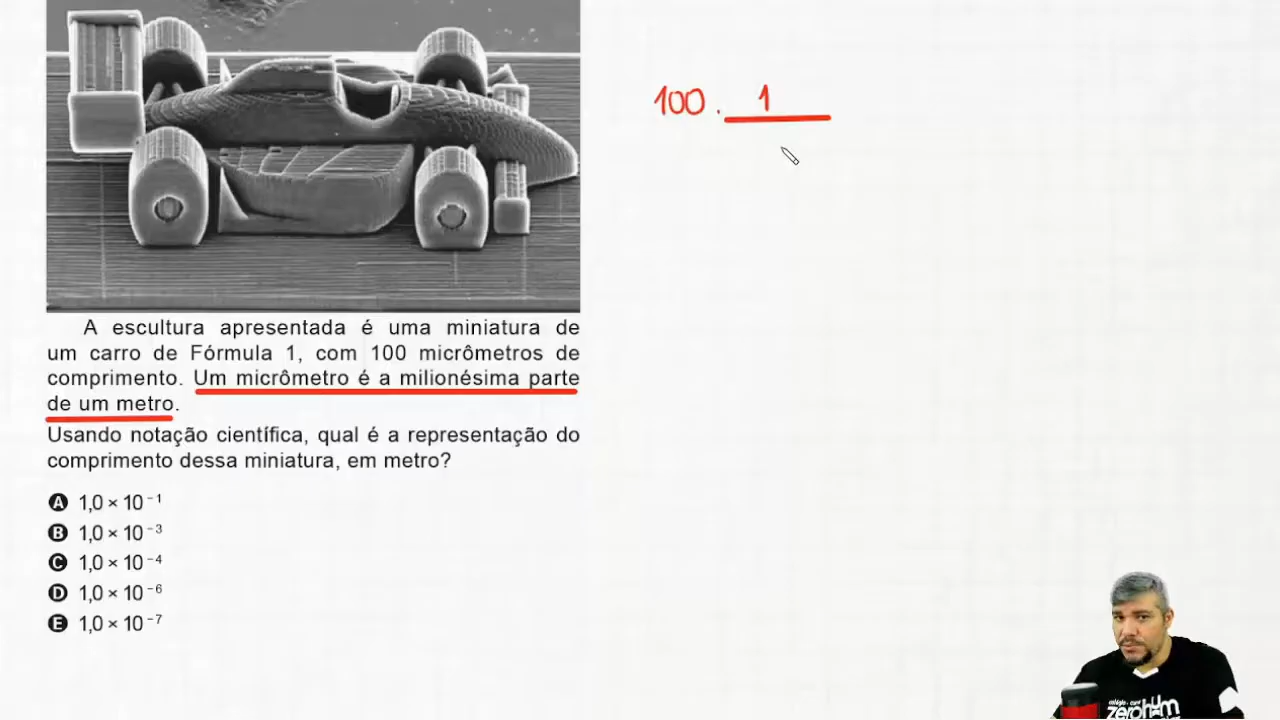 100 . 1
A escultura apresentada é uma miniatura de
um carro de Fórmula 1, com 100 micrômetros de
comprimento. Um micrômetro é a milionésima parte
de um metro.
Usando notação científica, qual é a representação do
comprimento dessa miniatura, em metro?
A 1,0 × 10⁻¹
B 1,0 × 10⁻³
C 1,0 × 10⁻⁴
D 1,0 × 10⁻⁶
E 1,0 × 10⁻⁷
zerohum